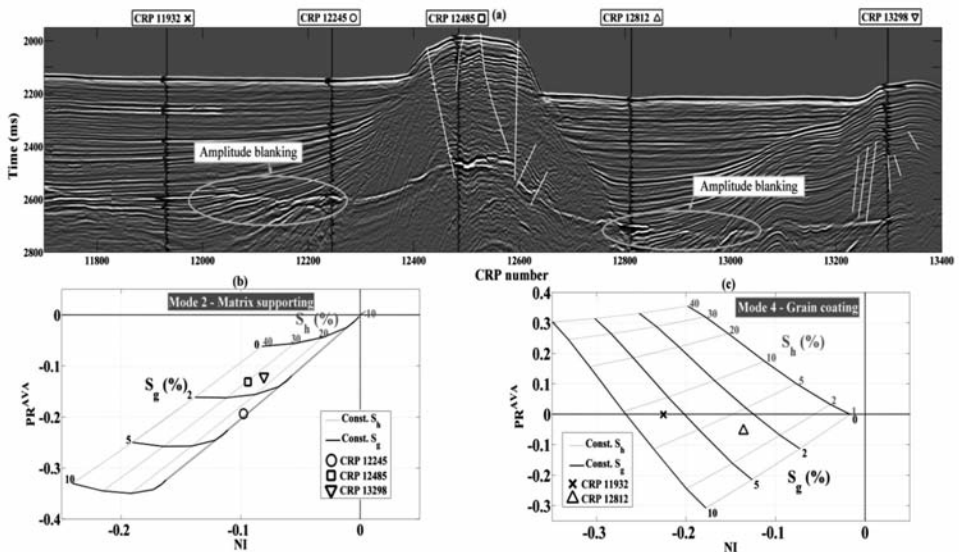 CRP 11932 ×
CRP 12245 ○
CRP 12485 □
(a)
CRP 12812 △
CRP 13298 ▽
Time (ms)
2000
2200
2400
2600
2800
Amplitude blanking
Amplitude blanking
11800 12000 12200 12400 12600 12800 13000 13200 13400
CRP number
(b)
Mode 2 - Matrix supporting
PR^AVA
0
-0.1
-0.2
-0.3
-0.4
S_h (%)
0 40 30 20 10
S_g (%)
2
5
10
Const. S_h
Const. S_g
CRP 12245
CRP 12485
CRP 13298
-0.2 -0.1 0
NI
(c)
Mode 4 - Grain coating
PR^AVA
0.4
0.3
0.2
0.1
0
-0.1
-0.2
-0.3
40
30
20
S_h (%)
10
5
2
1
0
2
5
10
S_g (%)
Const. S_h
Const. S_g
CRP 11932
CRP 12812
-0.3 -0.2 -0.1 0
NI